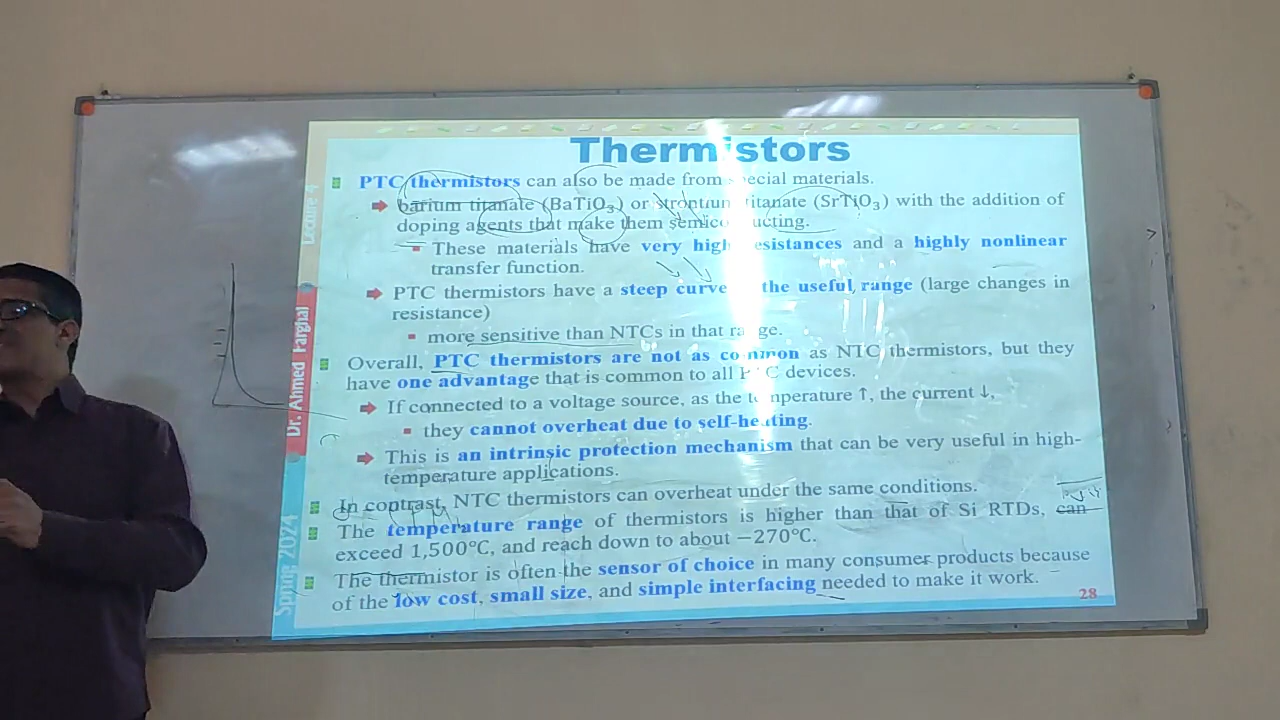 Thermistors
PTC thermistors can also be made from special materials.
barium titanate (BaTiO₃) or strontium titanate (SrTiO₃) with the addition of
doping agents that make them semiconducting.
These materials have very high resistances and a highly nonlinear
transfer function.
PTC thermistors have a steep curve the useful range (large changes in
resistance)
more sensitive than NTCs in that range.
Overall, PTC thermistors are not as common as NTC thermistors, but they
have one advantage that is common to all PTC devices.
If connected to a voltage source, as the temperature ↑, the current ↓,
they cannot overheat due to self-heating.
This is an intrinsic protection mechanism that can be very useful in high-
temperature applications.
In contrast, NTC thermistors can overheat under the same conditions.
The temperature range of thermistors is higher than that of Si RTDs, can
exceed 1,500°C, and reach down to about −270°C.
The thermistor is often the sensor of choice in many consumer products because
of the low cost, small size, and simple interfacing needed to make it work.
28
Lecture 4
Dr. Ahmed Farghal
Spring 2024